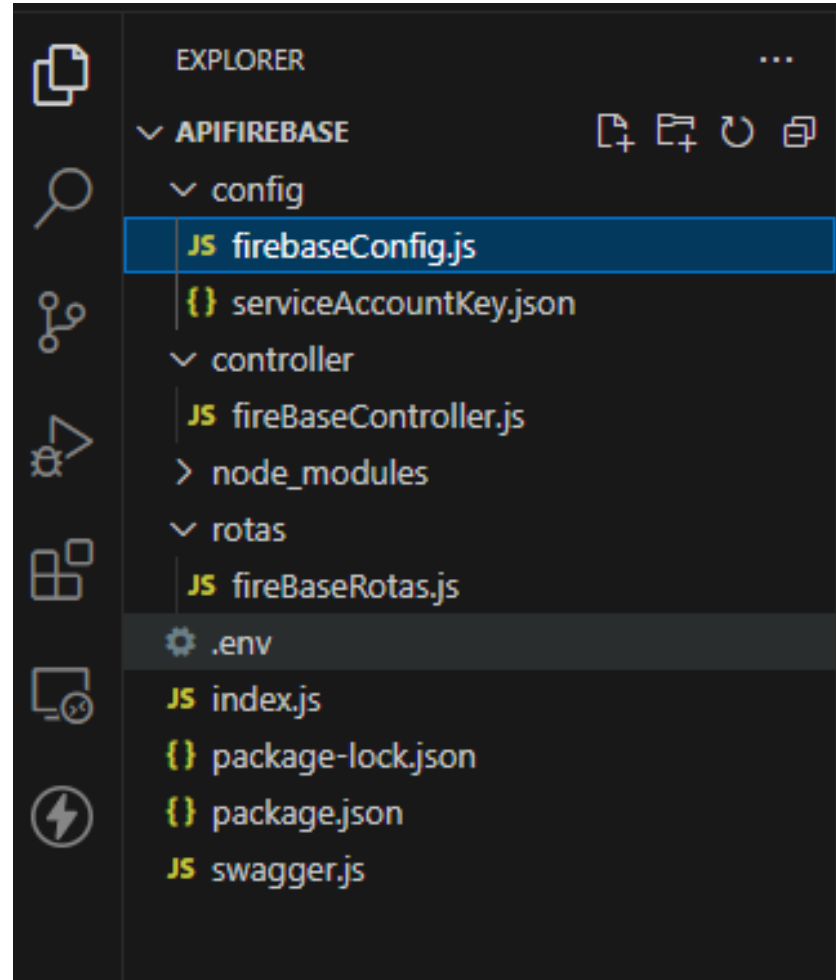 EXPLORER ...
APIFIREBASE
config
JS firebaseConfig.js
{} serviceAccountKey.json
controller
JS fireBaseController.js
node_modules
rotas
JS fireBaseRotas.js
.env
JS index.js
{} package-lock.json
{} package.json
JS swagger.js